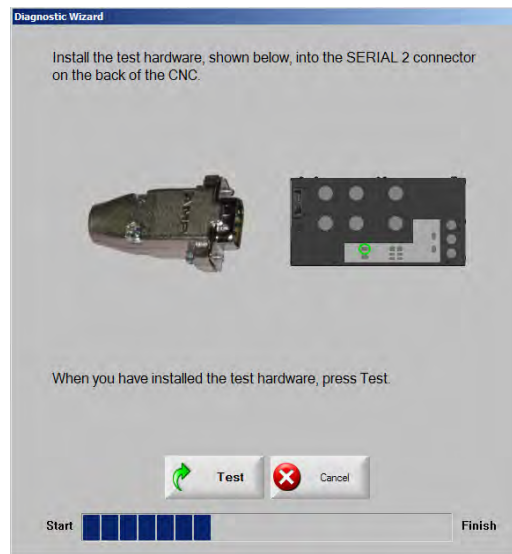 Diagnostic Wizard
Install the test hardware, shown below, into the SERIAL 2 connector
on the back of the CNC.
AMP
When you have installed the test hardware, press Test.
Test
Cancel
Start
Finish